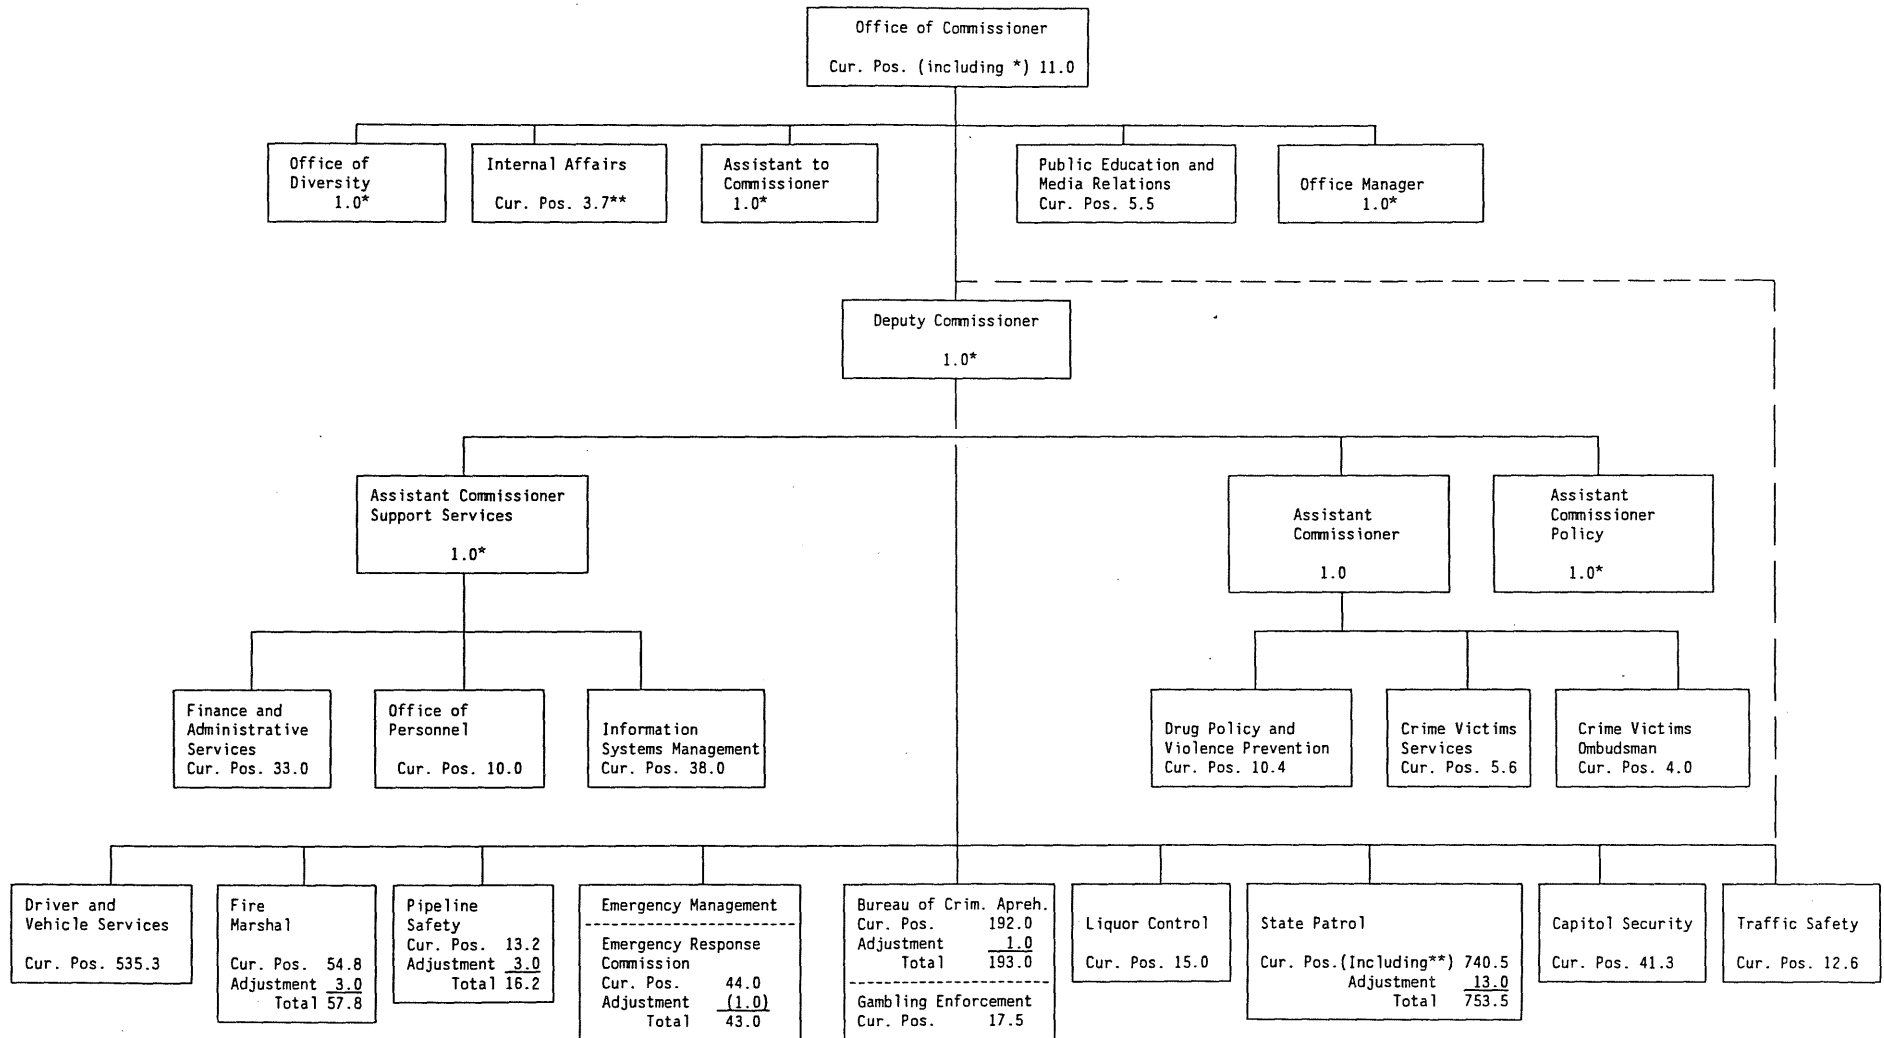 Office of Commissioner
Cur. Pos. (including *) 11.0
Office of
Diversity
1.0*
Internal Affairs
Cur. Pos. 3.7**
Assistant to
Commissioner
1.0*
Public Education and
Media Relations
Cur. Pos. 5.5
Office Manager
1.0*
Deputy Commissioner
1.0*
Assistant Commissioner
Support Services
1.0*
Assistant
Commissioner
1.0
Assistant
Commissioner
Policy
1.0*
Finance and
Administrative
Services
Cur. Pos. 33.0
Office of
Personnel
Cur. Pos. 10.0
Information
Systems Management
Cur. Pos. 38.0
Drug Policy and
Violence Prevention
Cur. Pos. 10.4
Crime Victims
Services
Cur. Pos. 5.6
Crime Victims
Ombudsman
Cur. Pos. 4.0
Driver and
Vehicle Services
Cur. Pos. 535.3
Fire
Marshal
Cur. Pos. 54.8
Adjustment 3.0
Total 57.8
Pipeline
Safety
Cur. Pos. 13.2
Adjustment 3.0
Total 16.2
Emergency Management
Emergency Response
Commission
Cur. Pos. 44.0
Adjustment (1.0)
Total 43.0
Bureau of Crim. Apreh.
Cur. Pos. 192.0
Adjustment 1.0
Total 193.0
Gambling Enforcement
Cur. Pos. 17.5
Liquor Control
Cur. Pos. 15.0
State Patrol
Cur. Pos.(Including**) 740.5
Adjustment 13.0
Total 753.5
Capitol Security
Cur. Pos. 41.3
Traffic Safety
Cur. Pos. 12.6